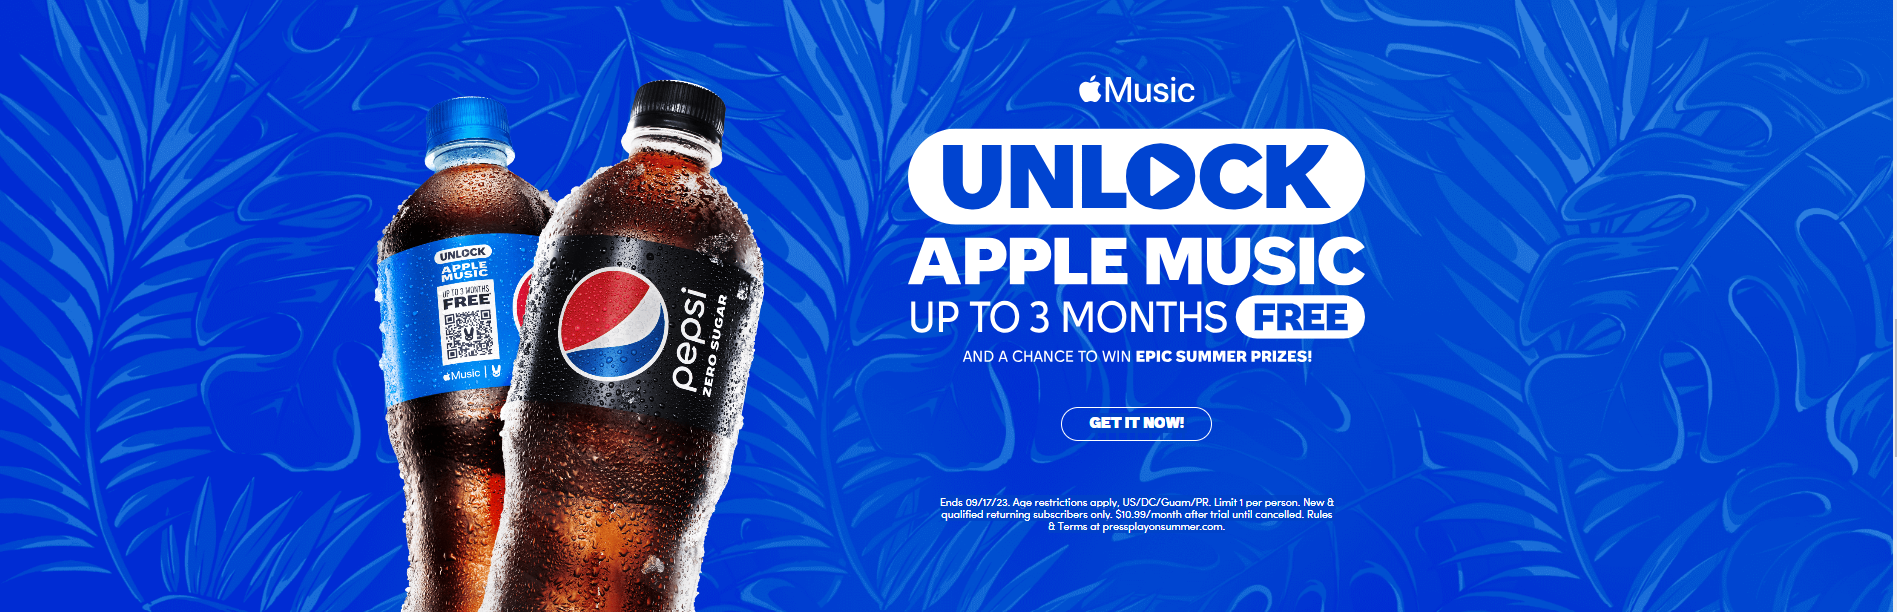 UNLOCK
APPLE
MUSIC
UP TO 3 MONTHS
FREE
Music
pepsi
ZERO SUGAR
Music
UNLOCK
APPLE MUSIC
UP TO 3 MONTHS FREE
AND A CHANCE TO WIN EPIC SUMMER PRIZES!
GET IT NOW!
Ends 09/17/23. Age restrictions apply, US/DC/Guam/PR. Limit 1 per person. New &
qualified returning subscribers only. $10.99/month after trial until cancelled. Rules
& Terms at pressplayonsummer.com.